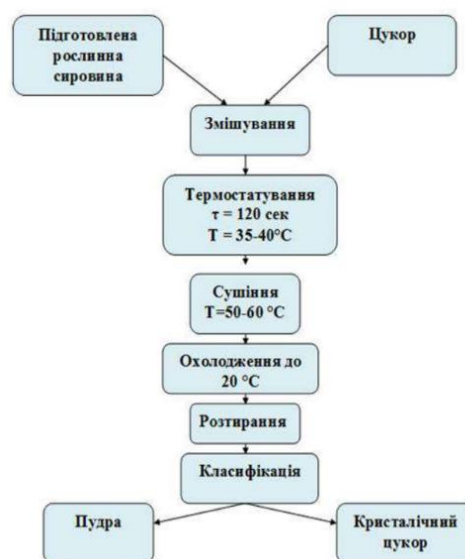 Підготовлена
рослинна
сировина
Цукор
Змішування
Термостатування
τ = 120 сек
Т = 35-40°С
Сушіння
Т=50-60 °С
Охолодження до
20 °С
Розтирання
Класифікація
Пудра
Кристалічний
цукор